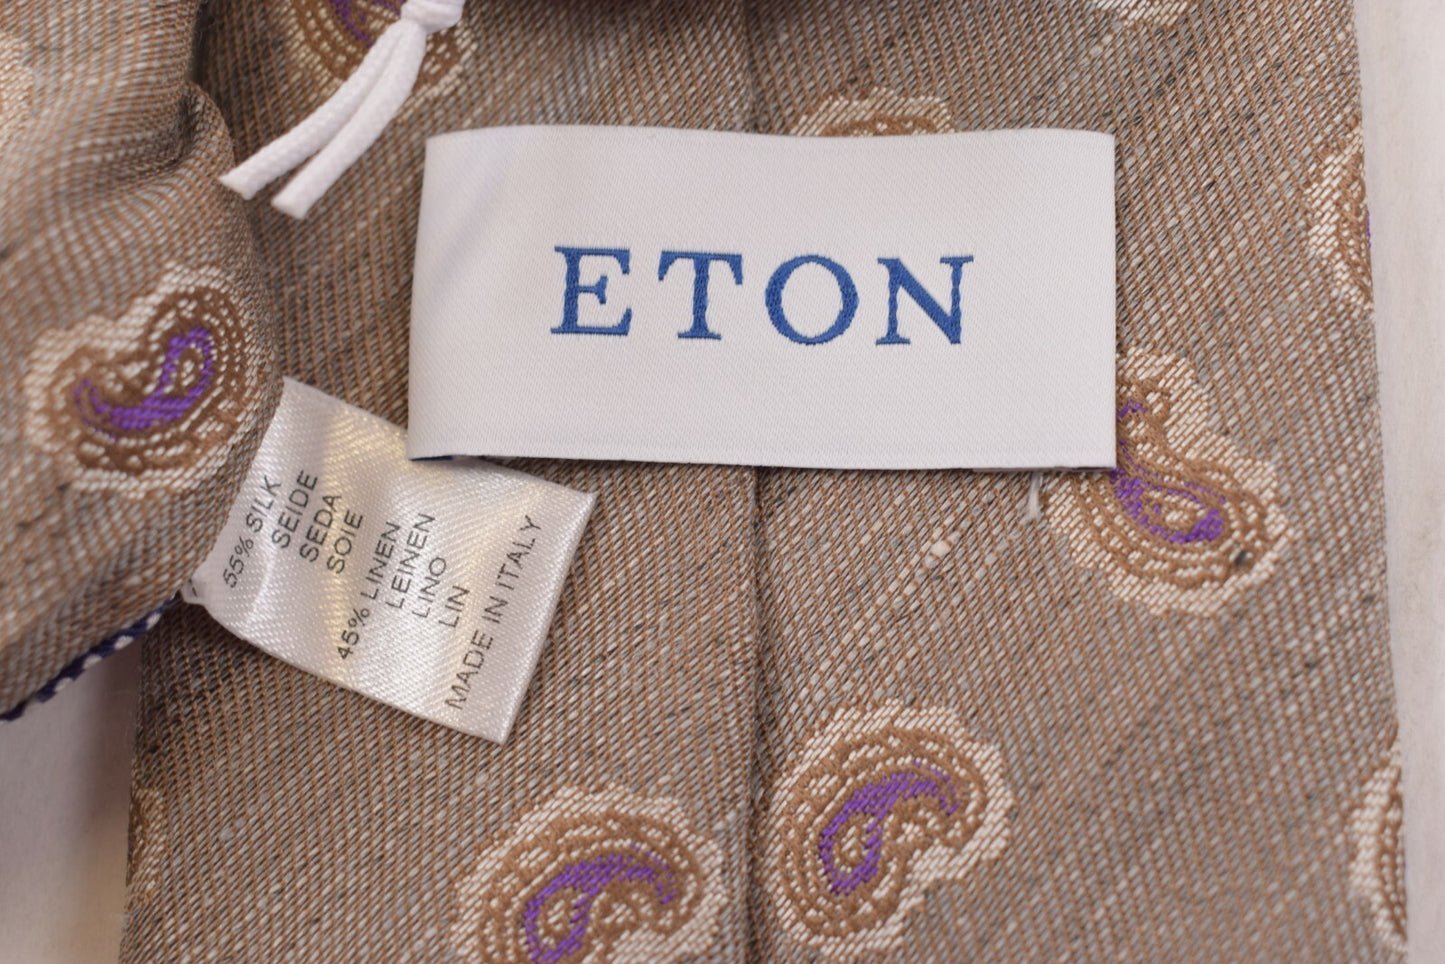 ETON
55% SILK
SEIDE
SEDA
SOIE
45% LINEN
LEINEN
LINO
LIN
MADE IN ITALY